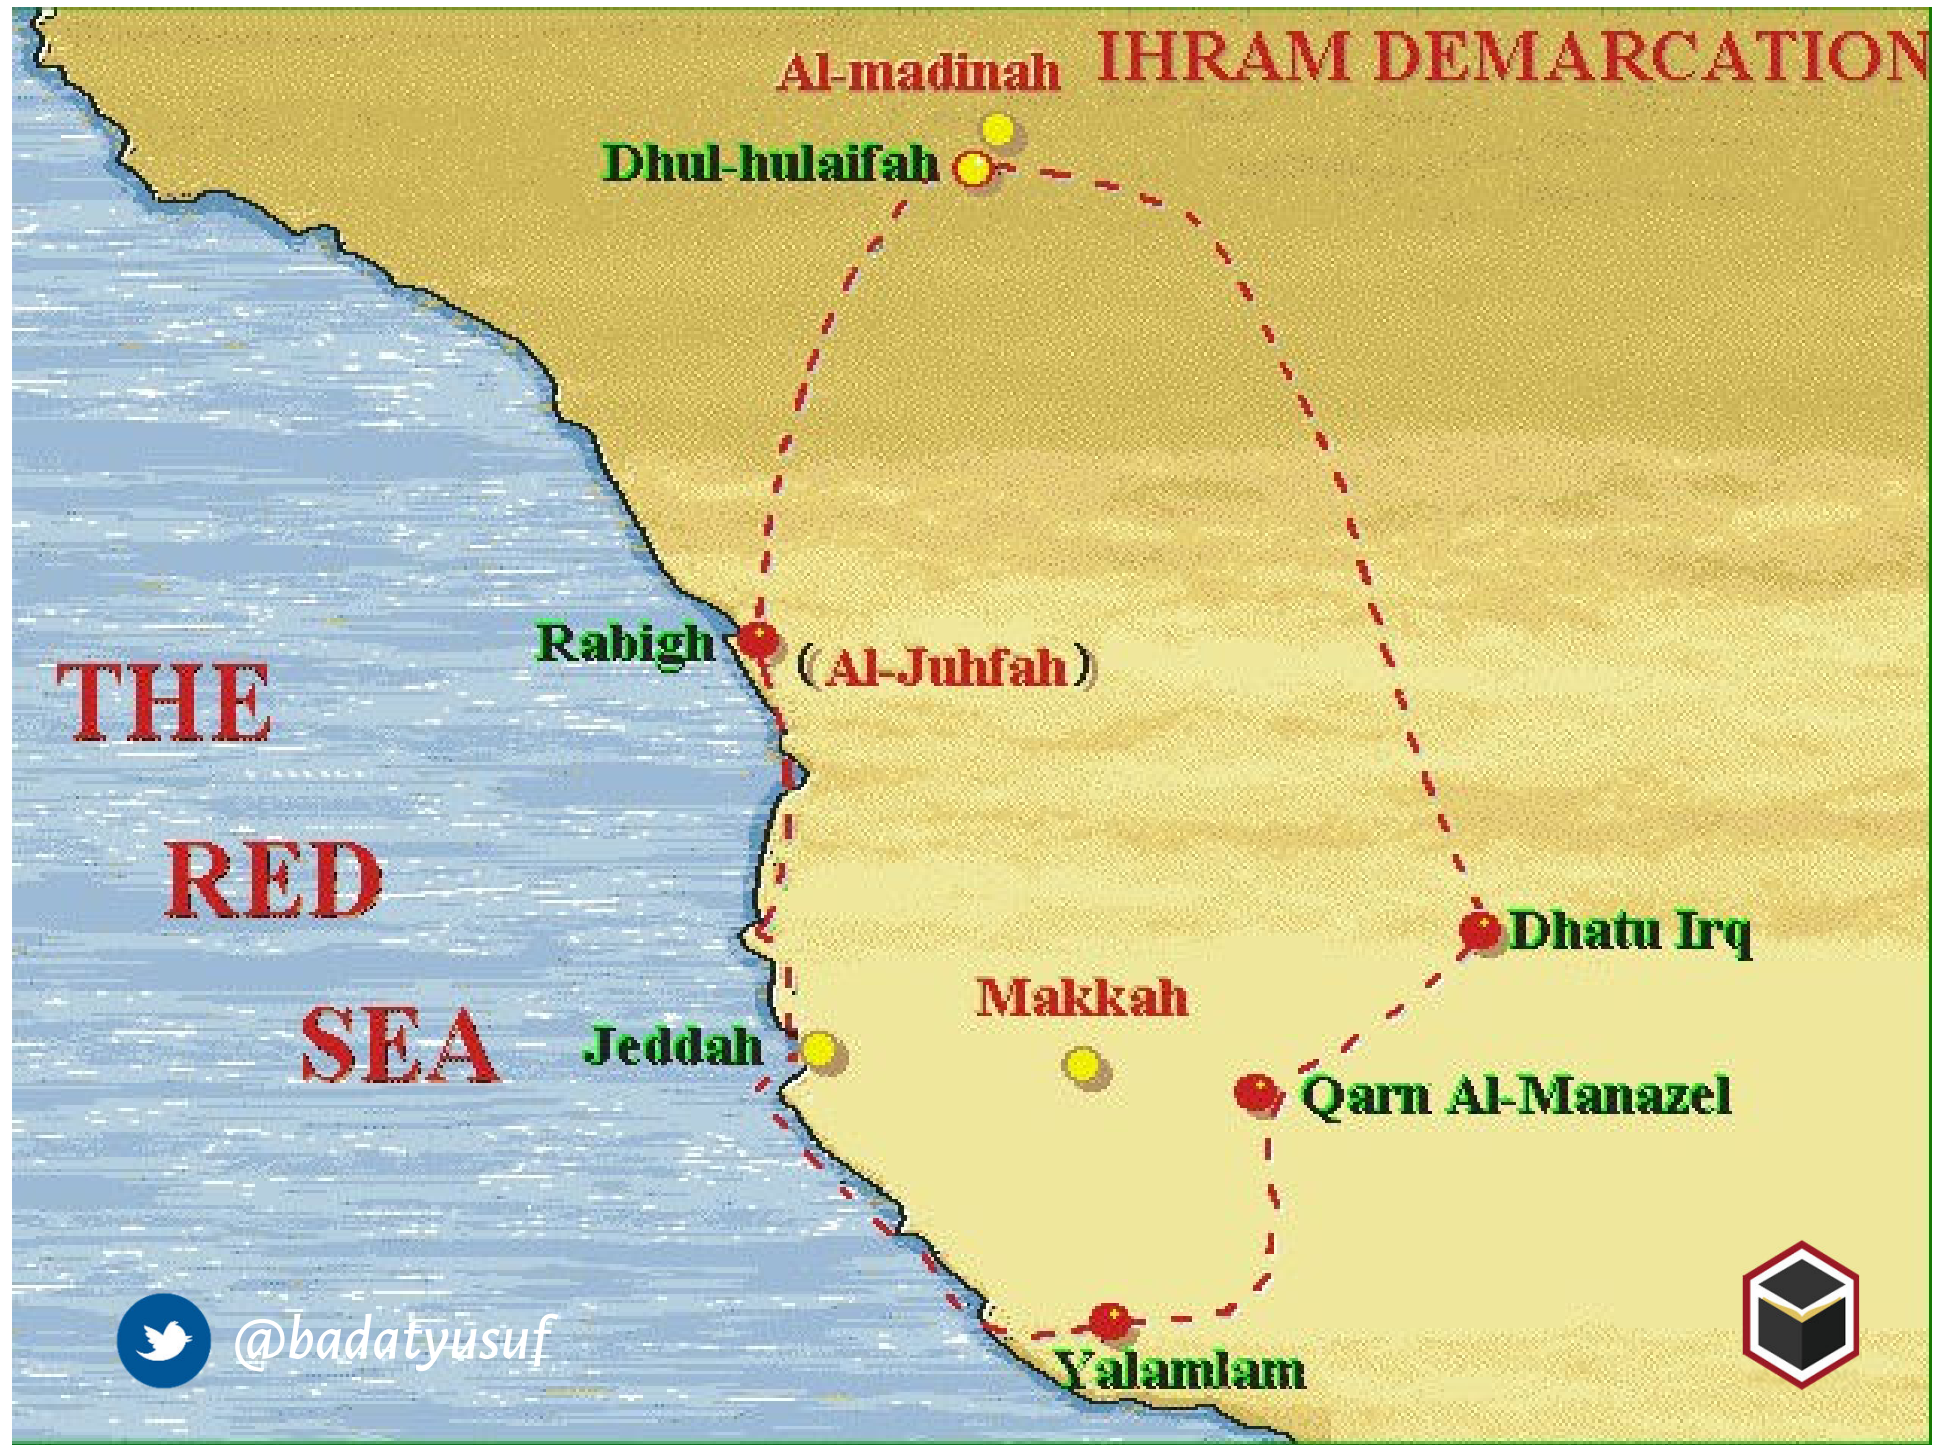 Al-madinah
IHRAM DEMARCATION
Dhul-hulaifah
Rabigh
(Al-Juhfah)
THE
RED
SEA
Dhatu Irq
Makkah
Jeddah
Qarn Al-Manazel
Yalamlam
@badatyusuf